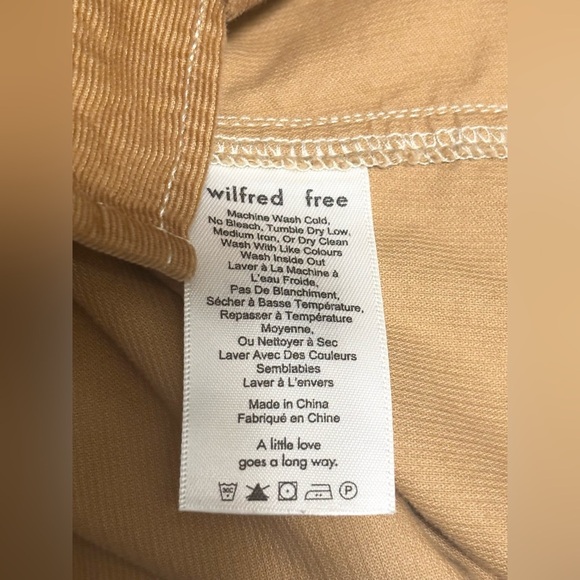 wilfred free
Machine Wash Cold,
No Bleach, Tumble Dry Low,
Medium Iron, Or Dry Clean
Wash With Like Colours
Wash Inside Out
Laver à La Machine à
L'eau Froide,
Pas De Blanchiment,
Sécher à Basse Température
Repasser à Température
Moyenne,
Ou Nettoyer à Sec
Laver Avec Des Couleurs
Semblables
Laver à L'envers
Made in China
Fabriqué en Chine
A little love
goes a long way.
30C P